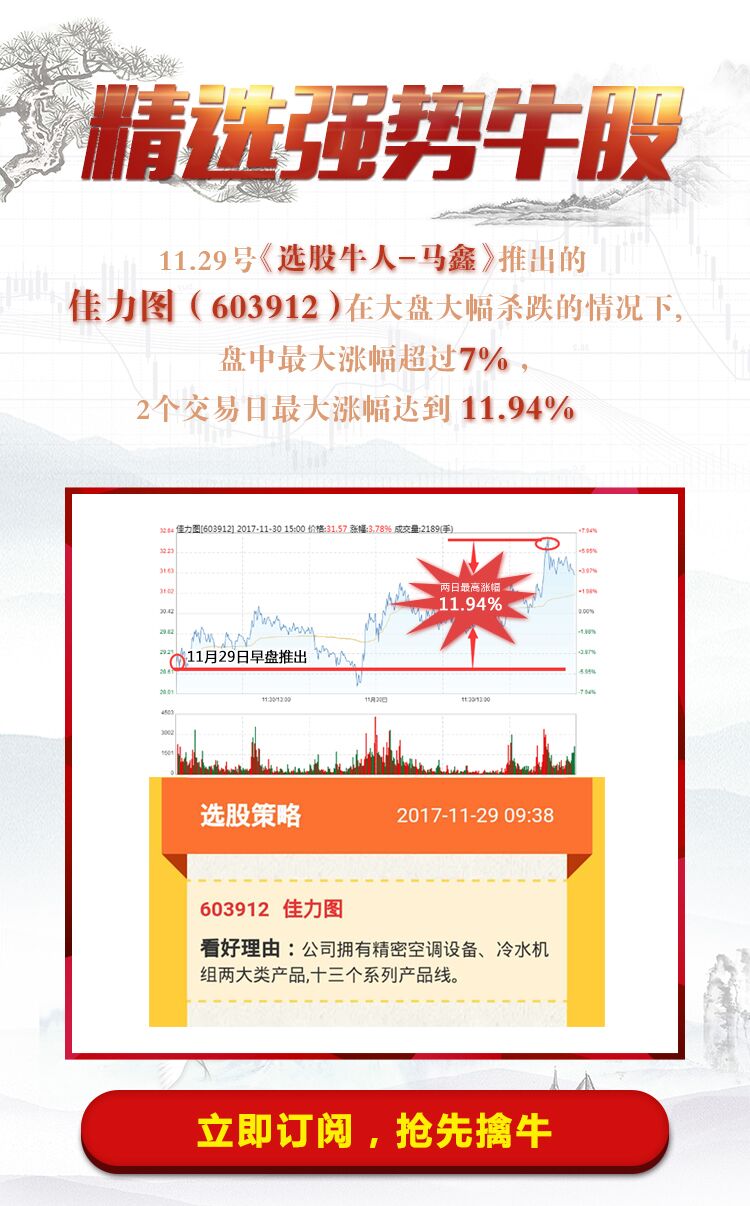 精选强势牛股
11.29号《选股牛人-马鑫》推出的
佳力图（603912）在大盘大幅杀跌的情况下,
盘中最大涨幅超过7%，
2个交易日最大涨幅达到 11.94%
佳力图[603912] 2017-11-30 15:00 价格:31.57 涨幅:3.78% 成交量:2189(手)
32.84 +7.94%
32.23 +5.95%
31.63 +3.97%
31.02 +1.98%
30.42 0.00%
29.82 -1.98%
29.21 -3.97%
28.61 -5.95%
28.01 -7.94%
两日最高涨幅
11.94%
11月29日早盘推出
11:30/13:00 11月30日 11:30/13:00
4503
3002
1501
0
选股策略 2017-11-29 09:38
603912 佳力图
看好理由：公司拥有精密空调设备、冷水机
组两大类产品,十三个系列产品线。
立即订阅，抢先擒牛